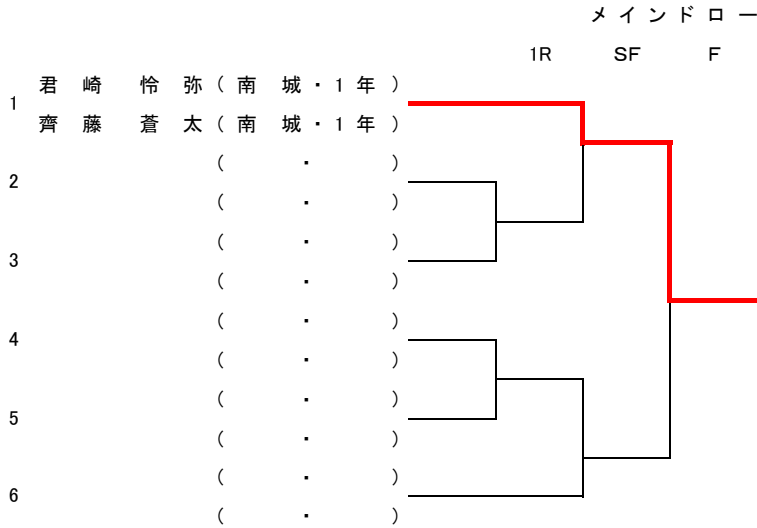 メインドロー
1R SF F
君崎 怜弥(南城・1年)
1
齊藤 蒼太(南城・1年)
( ・ )
2
( ・ )
( ・ )
3
( ・ )
( ・ )
4
( ・ )
( ・ )
5
( ・ )
( ・ )
6
( ・ )